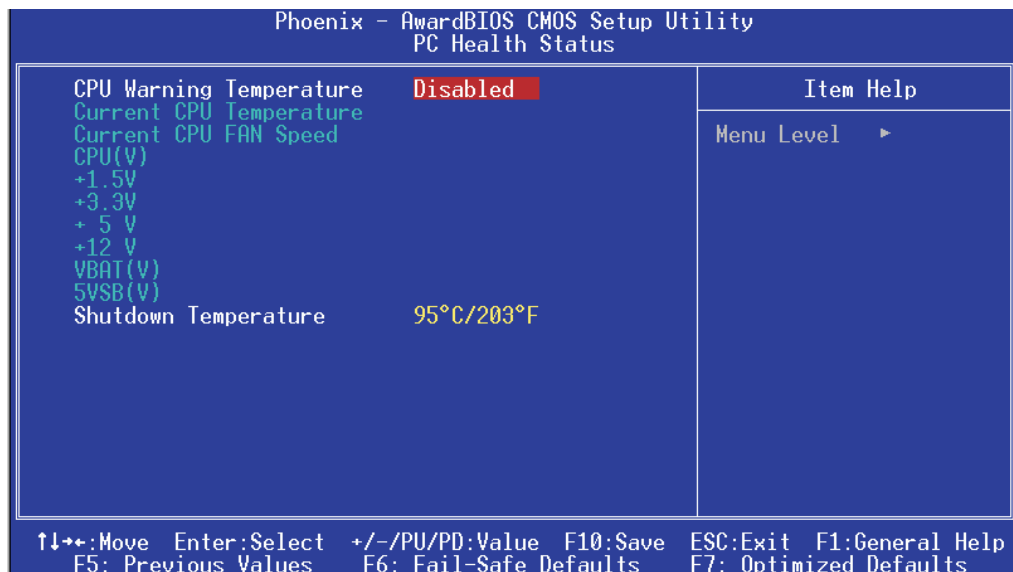 Phoenix - AwardBIOS CMOS Setup Utility
PC Health Status
CPU Warning Temperature Disabled
Current CPU Temperature
Current CPU FAN Speed
CPU(V)
+1.5V
+3.3V
+ 5 V
+12 V
VBAT(V)
5VSB(V)
Shutdown Temperature 95°C/203°F
Item Help
Menu Level ►
↑↓→←:Move Enter:Select +/-/PU/PD:Value F10:Save ESC:Exit F1:General Help
F5: Previous Values F6: Fail-Safe Defaults F7: Optimized Defaults